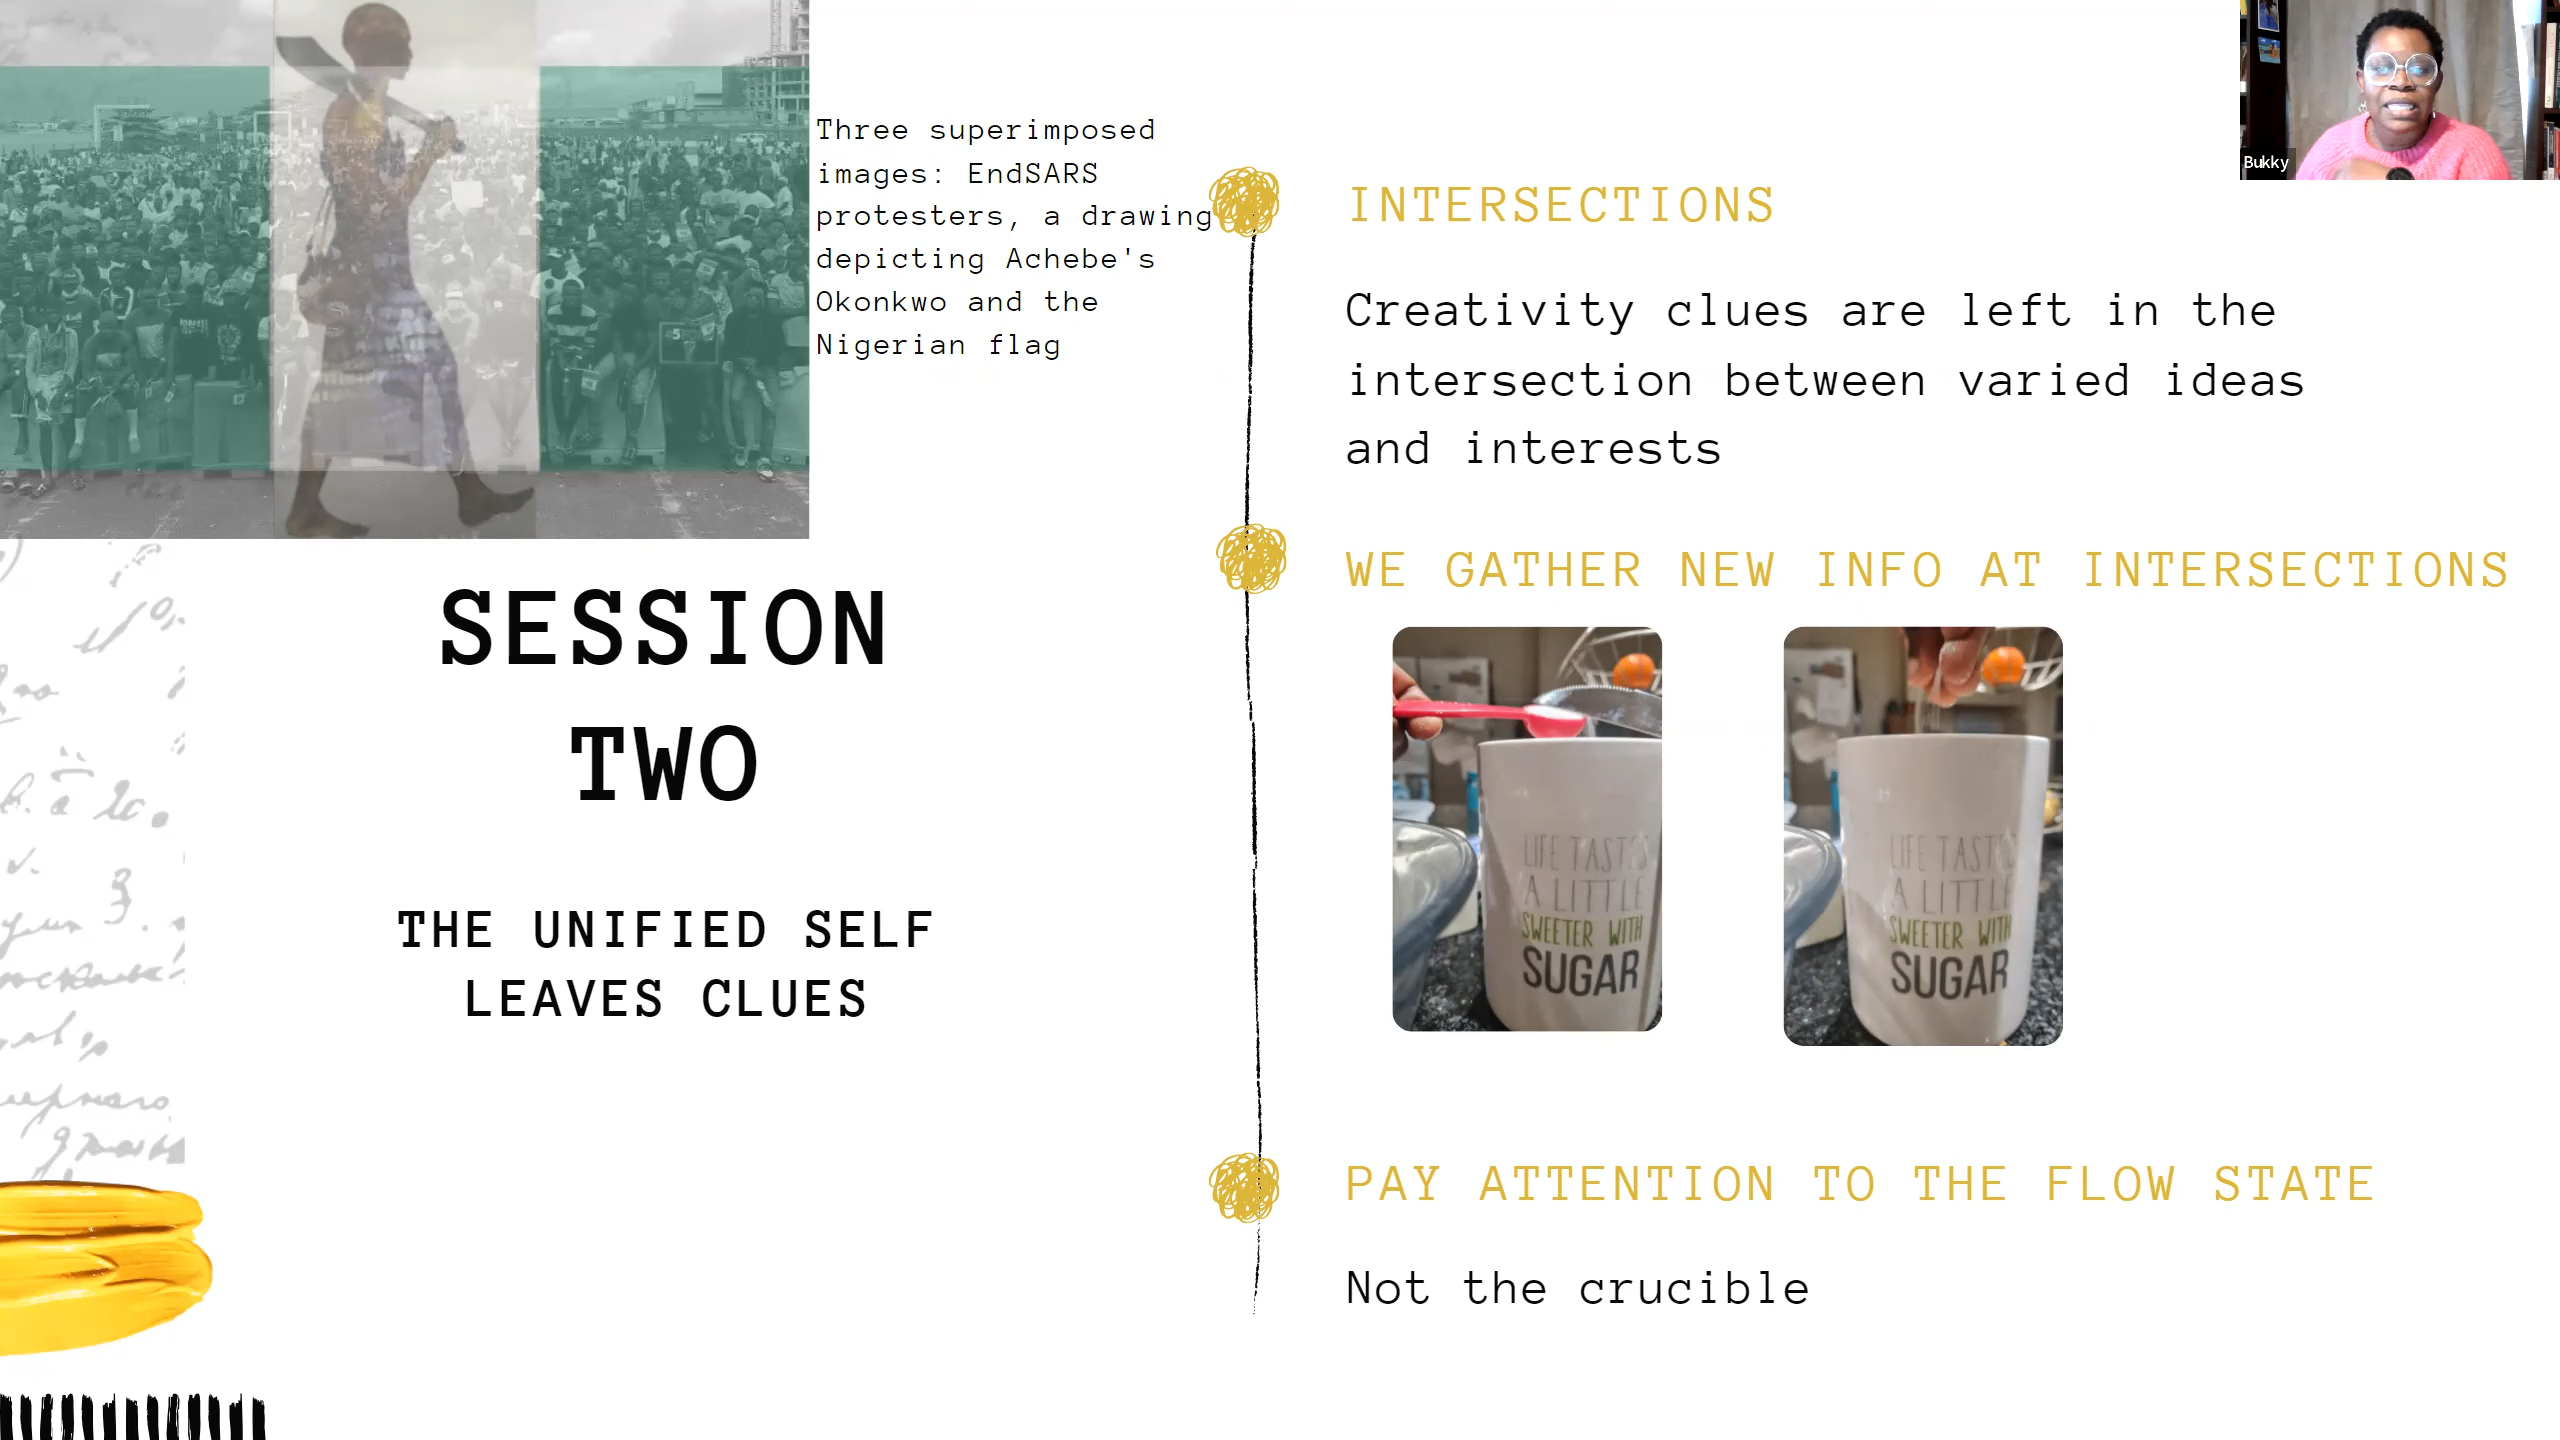 Three superimposed
images: EndSARS
protesters, a drawing
depicting Achebe's
Okonkwo and the
Nigerian flag
SESSION
TWO
THE UNIFIED SELF
LEAVES CLUES
INTERSECTIONS
Creativity clues are left in the
intersection between varied ideas
and interests
WE GATHER NEW INFO AT INTERSECTIONS
LIFE TASTES
A LITTLE
SWEETER WITH
SUGAR
LIFE TASTES
A LITTLE
SWEETER WITH
SUGAR
PAY ATTENTION TO THE FLOW STATE
Not the crucible
Bukky